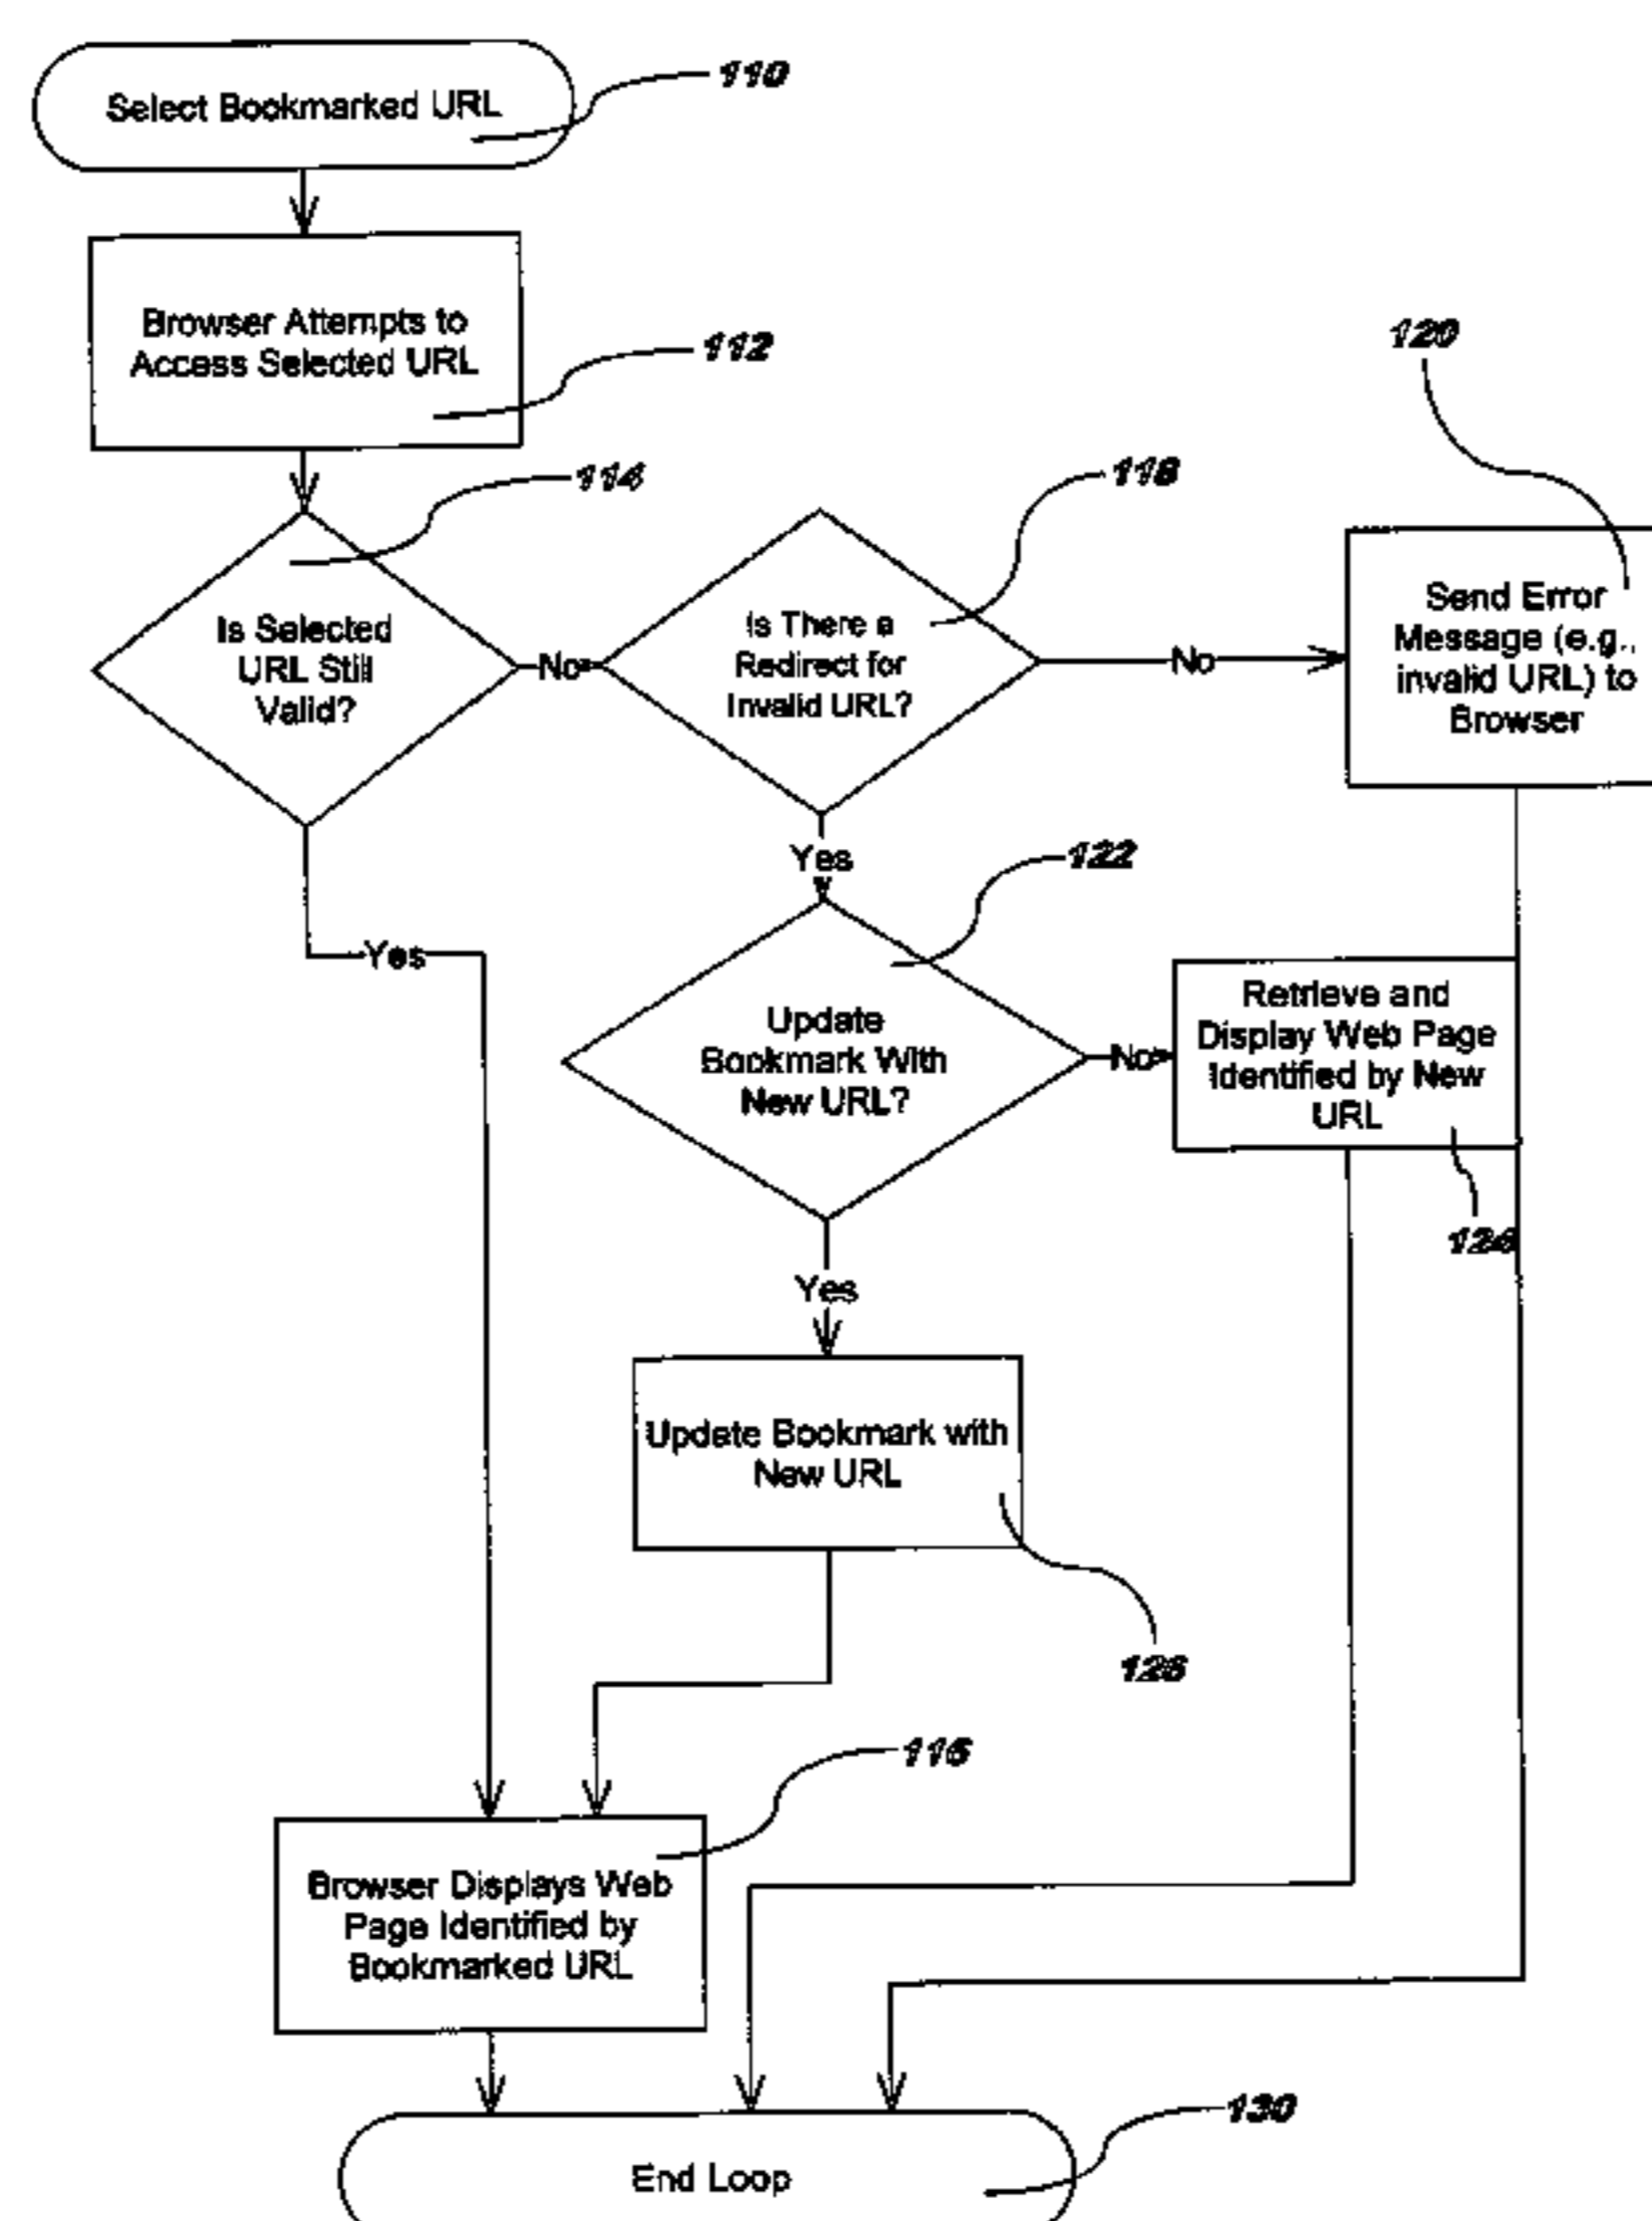 110
Select Bookmarked URL
Browser Attempts to
Access Selected URL
112
120
114
118
Is Selected
URL Still
Valid?
No
Is There a
Redirect for
Invalid URL?
No
Send Error
Message (e.g.,
invalid URL) to
Browser
Yes
122
Yes
Update
Bookmark With
New URL?
No
Retrieve and
Display Web Page
Identified by New
URL
Yes
Update Bookmark with
New URL
116
Browser Displays Web
Page Identified by
Bookmarked URL
130
End Loop